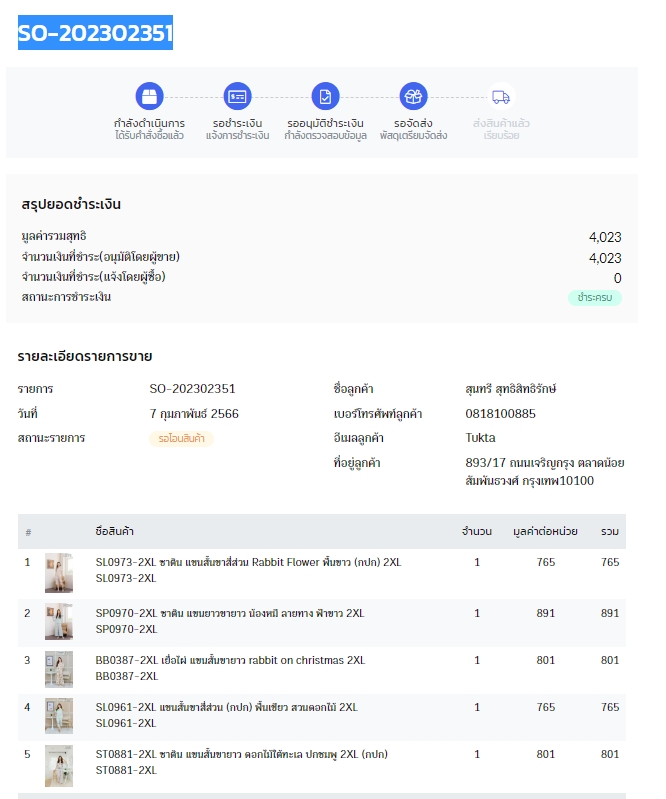 SO-202302351
กำลังดำเนินการ รอชำระเงิน รออนุมัติชำระเงิน รอจัดส่ง ส่งสินค้าแล้ว
ได้รับคำสั่งซื้อแล้ว แจ้งการชำระเงิน กำลังตรวจสอบข้อมูล พัสดุเตรียมจัดส่ง เรียบร้อย
สรุปยอดชำระเงิน
มูลค่ารวมสุทธิ 4,023
จำนวนเงินที่ชำระ(อนุมัติโดยผู้ขาย) 4,023
จำนวนเงินที่ชำระ(แจ้งโดยผู้ซื้อ) 0
สถานะการชำระเงิน ชำระครบ
รายละเอียดรายการขาย
รายการ SO-202302351 ชื่อลูกค้า สุนทรี สุทธิสิทธิรักษ์
วันที่ 7 กุมภาพันธ์ 2566 เบอร์โทรศัพท์ลูกค้า 0818100885
สถานะรายการ รอโอนสินค้า อีเมลลูกค้า Tukta
ที่อยู่ลูกค้า 893/17 ถนนเจริญกรุง ตลาดน้อย
สัมพันธวงศ์ กรุงเทพ10100
# ชื่อสินค้า จำนวน มูลค่าต่อหน่วย รวม
1 SL0973-2XL ซาติน แขนสั้นขาสี่ส่วน Rabbit Flower พื้นขาว (กปก) 2XL 1 765 765
SL0973-2XL
2 SP0970-2XL ซาติน แขนยาวขายาว น้องหมี ลายทาง ฟ้าขาว 2XL 1 891 891
SP0970-2XL
3 BB0387-2XL เยื่อไผ่ แขนสั้นขายาว rabbit on christmas 2XL 1 801 801
BB0387-2XL
4 SL0961-2XL แขนสั้นขาสี่ส่วน (กปก) พื้นเขียว สวนดอกไม้ 2XL 1 765 765
SL0961-2XL
5 ST0881-2XL ซาติน แขนสั้นขายาว ดอกไม้ใต้ทะเล ปกชมพู 2XL (กปก) 1 801 801
ST0881-2XL